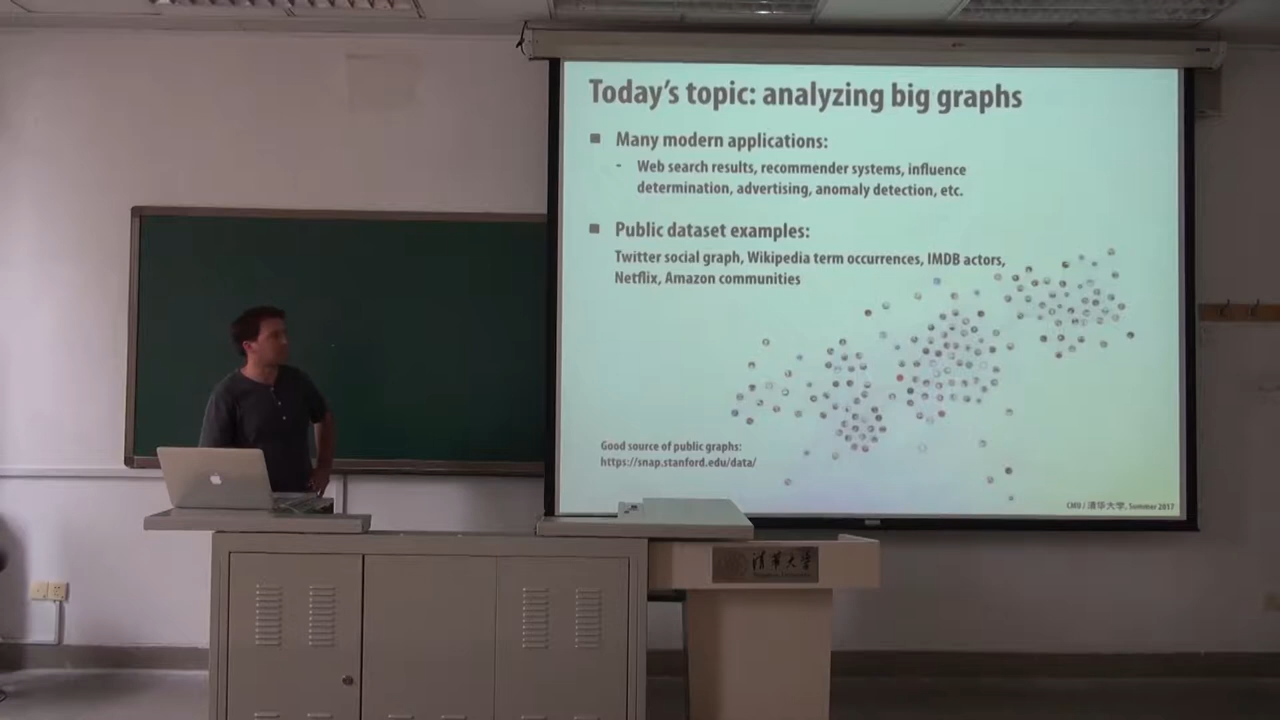 Today's topic: analyzing big graphs
Many modern applications:
- Web search results, recommender systems, influence
determination, advertising, anomaly detection, etc.
Public dataset examples:
Twitter social graph, Wikipedia term occurrences, IMDB actors,
Netflix, Amazon communities
Good source of public graphs:
https://snap.stanford.edu/data/
CMU / 清华大学, Summer 2017
清华大学